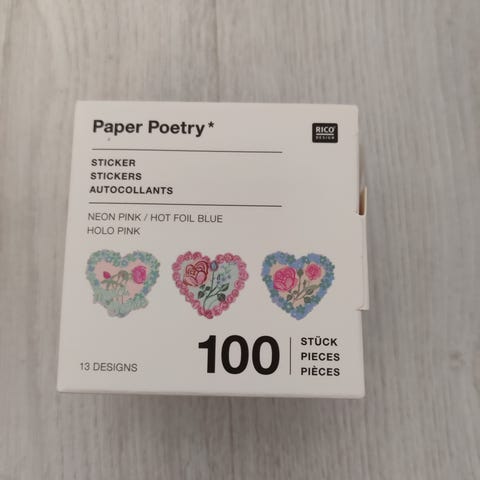 Paper Poetry*
RICO
DESIGN
STICKER
STICKERS
AUTOCOLLANTS
NEON PINK / HOT FOIL BLUE
HOLO PINK
13 DESIGNS
100
STÜCK
PIECES
PIÈCES